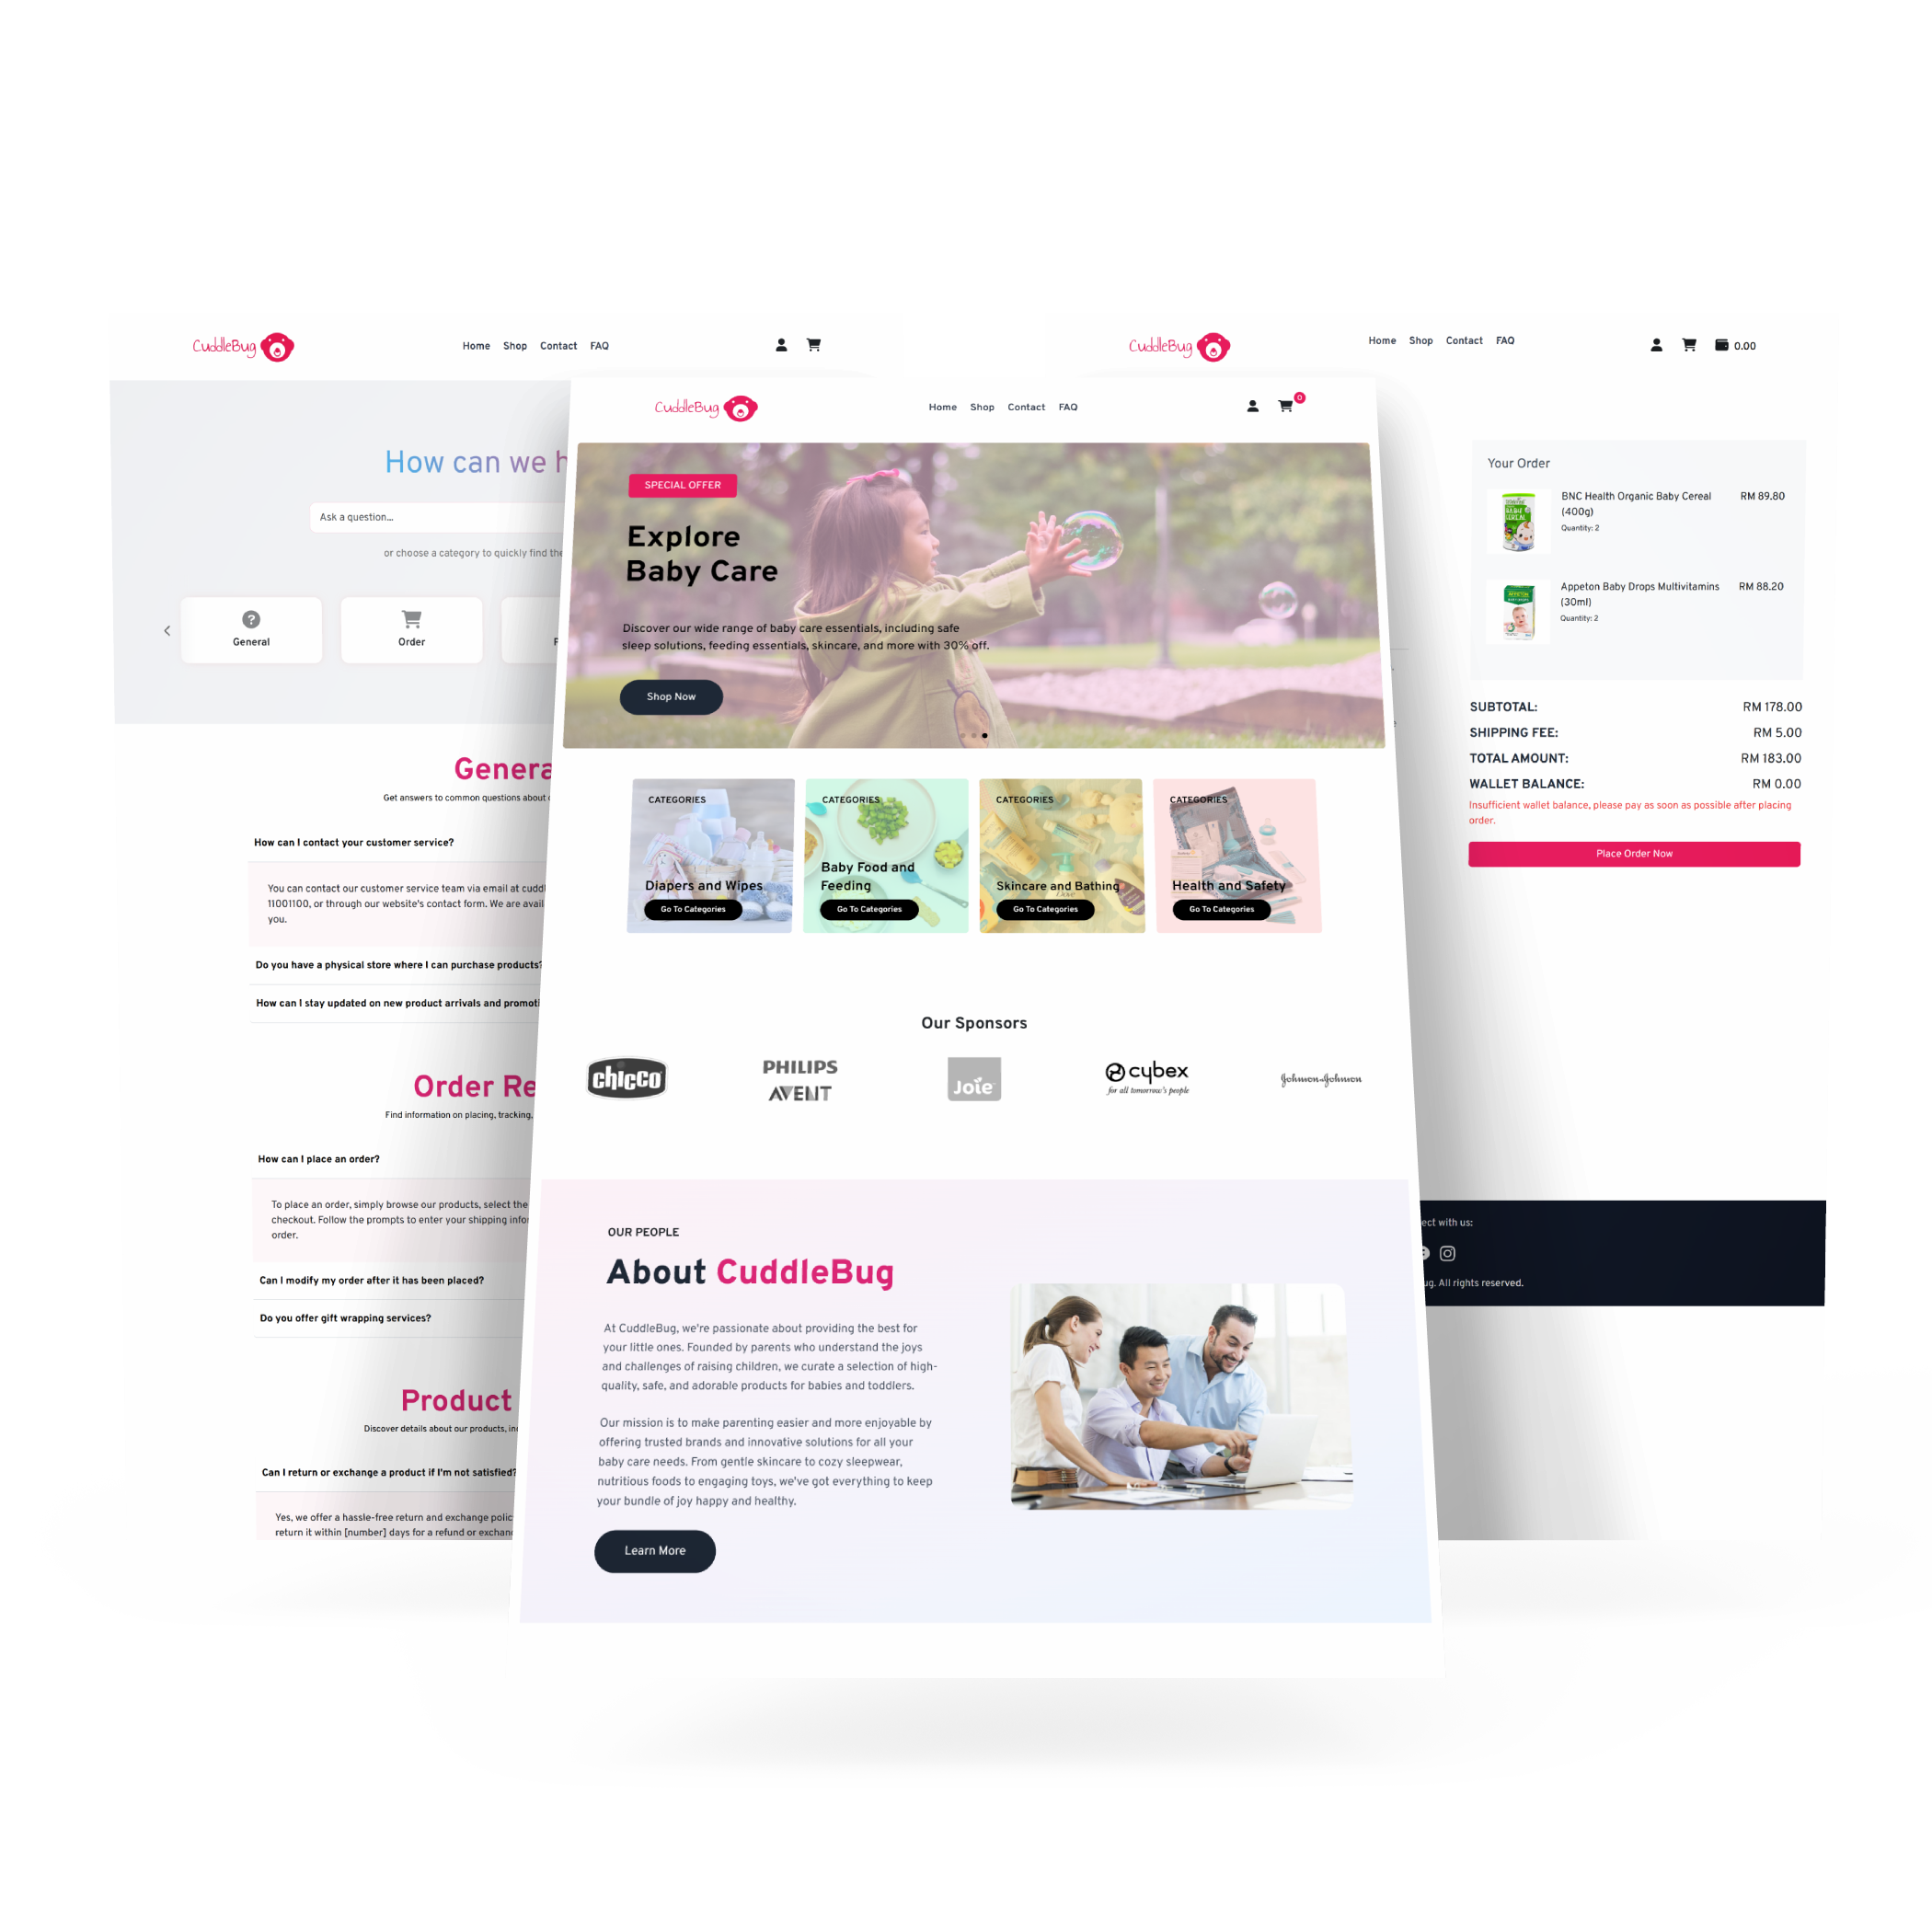 CuddleBug
Home Shop Contact FAQ
How can we h
Ask a question...
or choose a category to quickly find the
General
Order
Genera
Get answers to common questions about
How can I contact your customer service?
You can contact our customer service team via email at cuddl
11001100, or through our website's contact form. We are avail
you.
Do you have a physical store where I can purchase products?
How can I stay updated on new product arrivals and promoti
Order Re
Find information on placing, tracking,
How can I place an order?
To place an order, simply browse our products, select the
checkout. Follow the prompts to enter your shipping infor
order.
Can I modify my order after it has been placed?
Do you offer gift wrapping services?
Product
Discover details about our products, inc
Can I return or exchange a product if I'm not satisfied?
Yes, we offer a hassle-free return and exchange polic
return it within [number] days for a refund or exchang
CuddleBug
Home Shop Contact FAQ
0
SPECIAL OFFER
Explore
Baby Care
Discover our wide range of baby care essentials, including safe
sleep solutions, feeding essentials, skincare, and more with 30% off.
Shop Now
CATEGORIES
Diapers and Wipes
Go To Categories
CATEGORIES
Baby Food and
Feeding
Go To Categories
CATEGORIES
Skincare and Bathing
Go To Categories
CATEGORIES
Health and Safety
Go To Categories
Our Sponsors
chicco
PHILIPS
AVENT
Joie
cybex
for all tomorrow's people
Johnson & Johnson
OUR PEOPLE
About CuddleBug
At CuddleBug, we're passionate about providing the best for
your little ones. Founded by parents who understand the joys
and challenges of raising children, we curate a selection of high-
quality, safe, and adorable products for babies and toddlers.
Our mission is to make parenting easier and more enjoyable by
offering trusted brands and innovative solutions for all your
baby care needs. From gentle skincare to cozy sleepwear,
nutritious foods to engaging toys, we've got everything to keep
your bundle of joy happy and healthy.
Learn More
CuddleBug
Home Shop Contact FAQ
0.00
Your Order
BNC Health Organic Baby Cereal
(400g)
RM 89.80
Quantity: 2
Appeton Baby Drops Multivitamins
(30ml)
RM 88.20
Quantity: 2
SUBTOTAL: RM 178.00
SHIPPING FEE: RM 5.00
TOTAL AMOUNT: RM 183.00
WALLET BALANCE: RM 0.00
Insufficient wallet balance, please pay as soon as possible after placing
order.
Place Order Now
ect with us:
ug. All rights reserved.